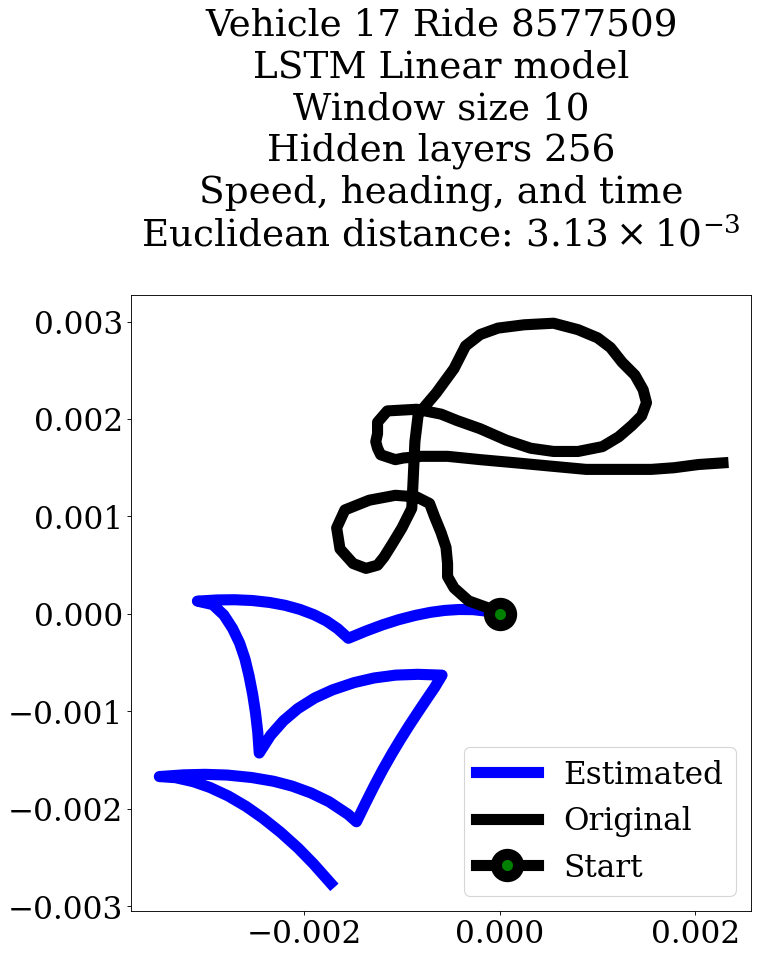 Vehicle 17 Ride 8577509
LSTM Linear model
Window size 10
Hidden layers 256
Speed, heading, and time
Euclidean distance: 3.13 × 10⁻³
0.003
0.002
0.001
0.000
−0.001
−0.002
−0.003
Estimated
Original
Start
−0.002 0.000 0.002